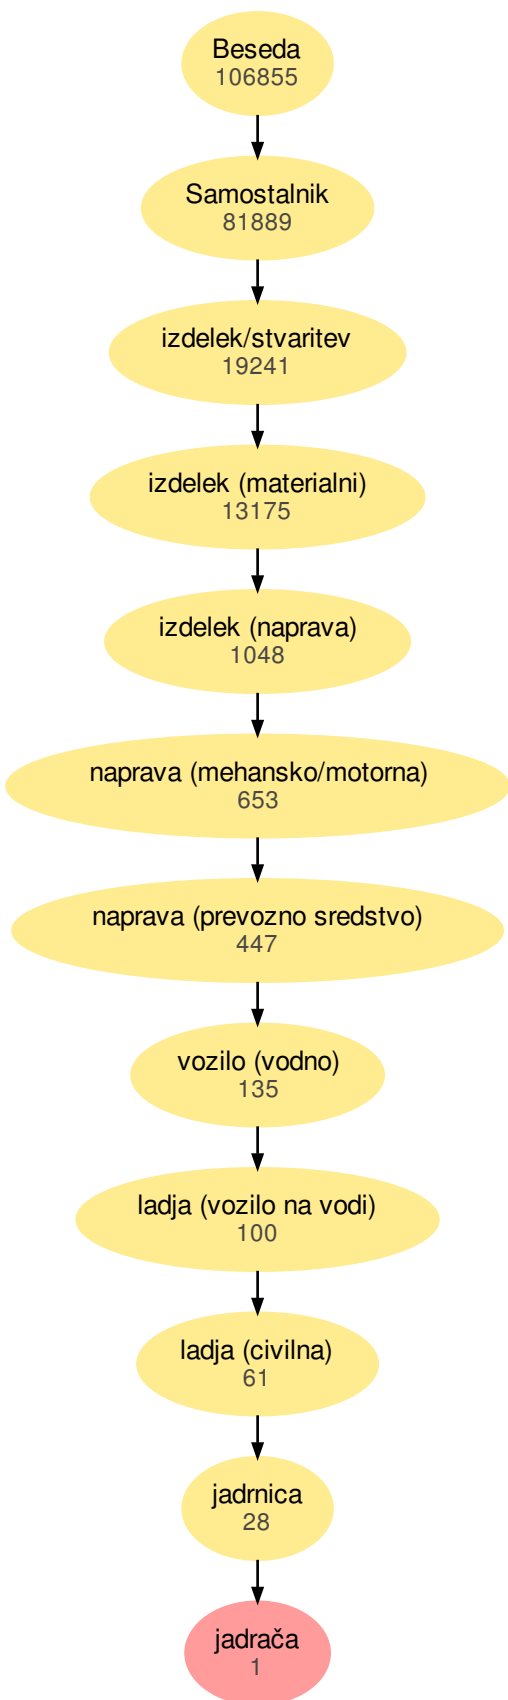 Beseda
106855
Samostalnik
81889
izdelek/stvaritev
19241
izdelek (materialni)
13175
izdelek (naprava)
1048
naprava (mehansko/motorna)
653
naprava (prevozno sredstvo)
447
vozilo (vodno)
135
ladja (vozilo na vodi)
100
ladja (civilna)
61
jadrnica
28
jadrača
1